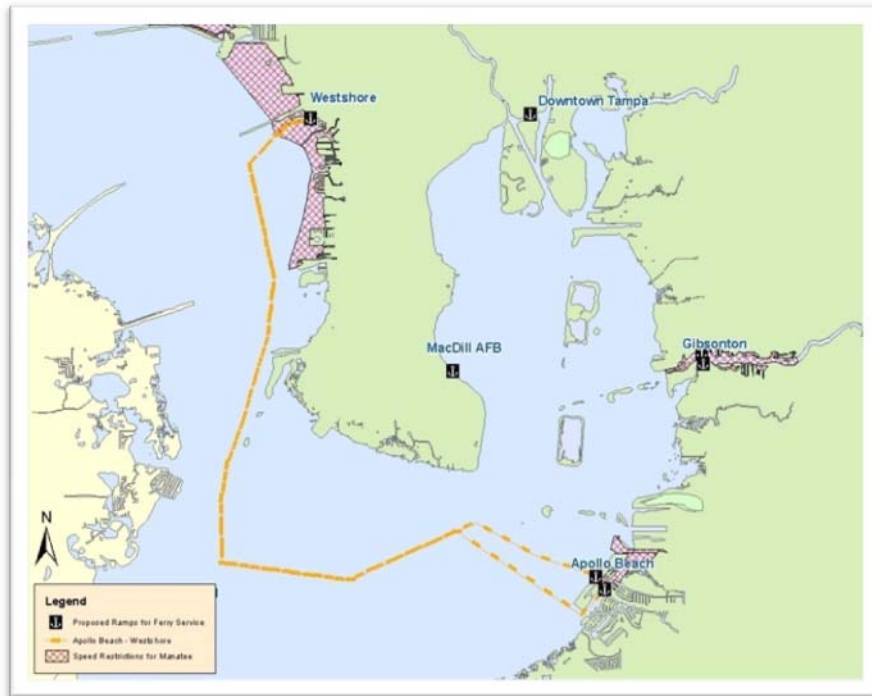 Westshore
Downtown Tampa
MacDill AFB
Gibsonton
Apollo Beach
N
Legend
Proposed Ramps for Ferry Service
Apollo Beach - Westshore
Speed Restrictions for Manatee